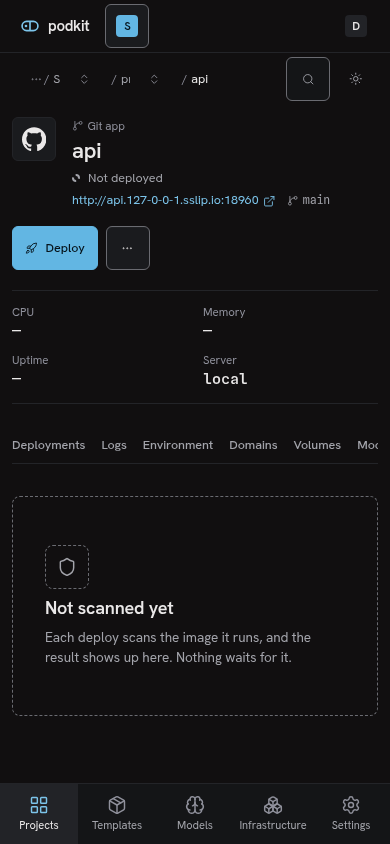 podkit
S
D
··· / S / pr / api
Git app
api
Not deployed
http://api.127-0-0-1.sslip.io:18960 main
Deploy
···
CPU
Memory
—
—
Uptime
Server
—
local
Deployments Logs Environment Domains Volumes
Not scanned yet
Each deploy scans the image it runs, and the
result shows up here. Nothing waits for it.
Projects Templates Models Infrastructure Settings